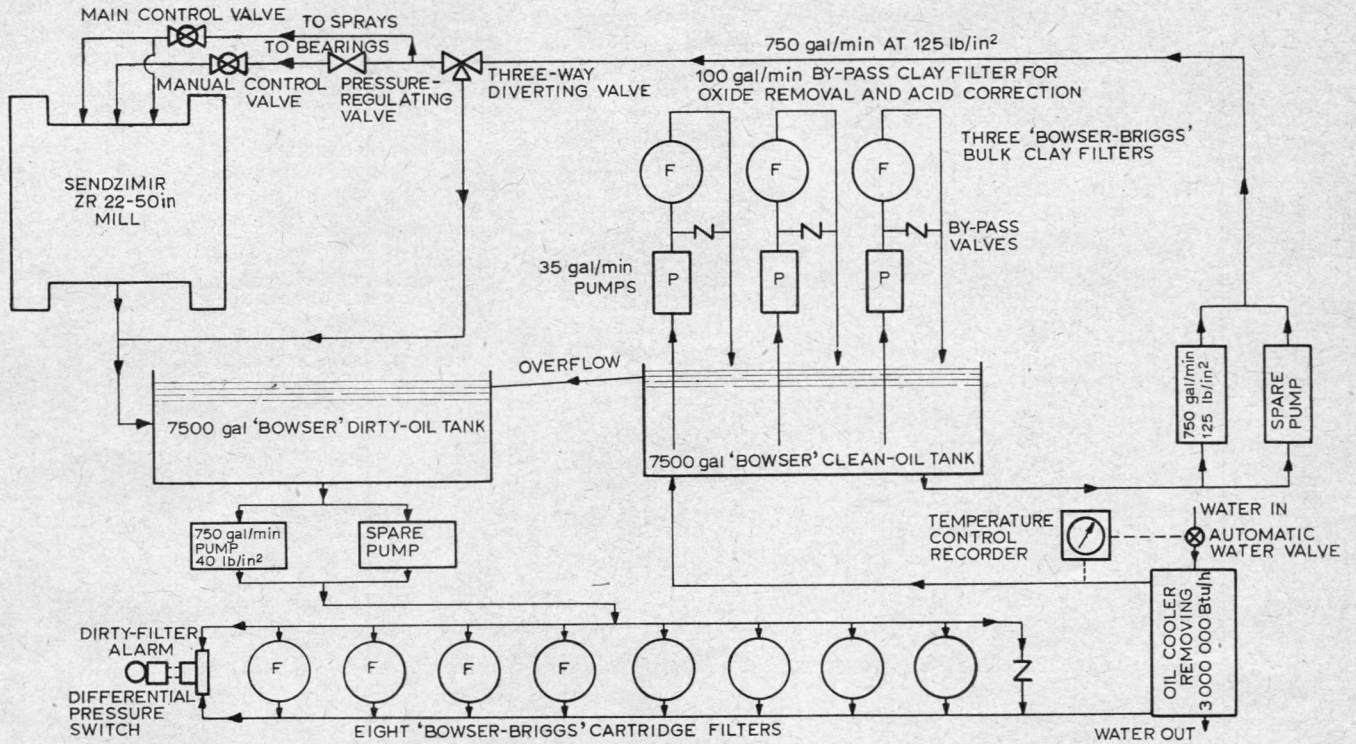 MAIN CONTROL VALVE
TO SPRAYS
TO BEARINGS
MANUAL CONTROL
VALVE
PRESSURE-
REGULATING
VALVE
THREE-WAY
DIVERTING VALVE
750 gal/min AT 125 lb/in²
100 gal/min BY-PASS CLAY FILTER FOR
OXIDE REMOVAL AND ACID CORRECTION
THREE 'BOWSER-BRIGGS'
BULK CLAY FILTERS
F
F
F
SENDZIMIR
ZR 22-50in
MILL
BY-PASS
VALVES
35 gal/min
PUMPS
P
P
P
OVERFLOW
7500 gal 'BOWSER' DIRTY-OIL TANK
7500 gal 'BOWSER' CLEAN-OIL TANK
750 gal/min
125 lb/in²
SPARE
PUMP
750 gal/min
PUMP
40 lb/in²
SPARE
PUMP
TEMPERATURE
CONTROL
RECORDER
WATER IN
AUTOMATIC
WATER VALVE
OIL COOLER
REMOVING
3 000 000 Btu/h
WATER OUT
DIRTY-FILTER
ALARM
DIFFERENTIAL
PRESSURE
SWITCH
F
F
F
F
EIGHT 'BOWSER-BRIGGS' CARTRIDGE FILTERS